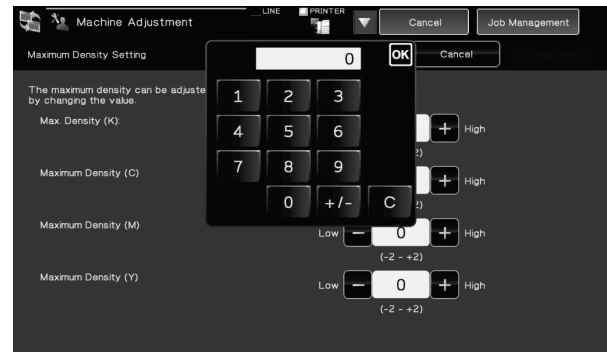 LINE PRINTER
Machine Adjustment Cancel Job Management
Maximum Density Setting 0 OK Cancel
The maximum density can be adjuste
by changing the value.
1 2 3
Max. Density (K): High
4 5 6
7 8 9
Maximum Density (C) High
0 +/- C
Maximum Density (M) Low 0 High
(-2 - +2)
Maximum Density (Y) Low 0 High
(-2 - +2)